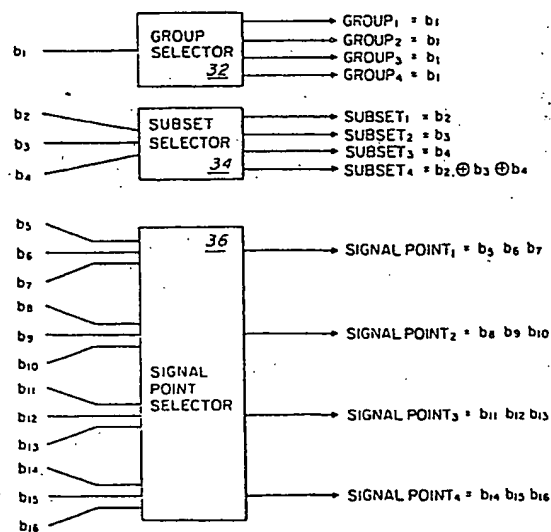 b₁
GROUP SELECTOR
32
GROUP₁ = b₁
GROUP₂ = b₁
GROUP₃ = b₁
GROUP₄ = b₁
b₂
b₃
b₄
SUBSET SELECTOR
34
SUBSET₁ = b₂
SUBSET₂ = b₃
SUBSET₃ = b₄
SUBSET₄ = b₂ ⊕ b₃ ⊕ b₄
b₅
b₆
b₇
b₈
b₉
b₁₀
b₁₁
b₁₂
b₁₃
b₁₄
b₁₅
b₁₆
36
SIGNAL
POINT
SELECTOR
SIGNAL POINT₁ = b₅ b₆ b₇
SIGNAL POINT₂ = b₈ b₉ b₁₀
SIGNAL POINT₃ = b₁₁ b₁₂ b₁₃
SIGNAL POINT₄ = b₁₄ b₁₅ b₁₆